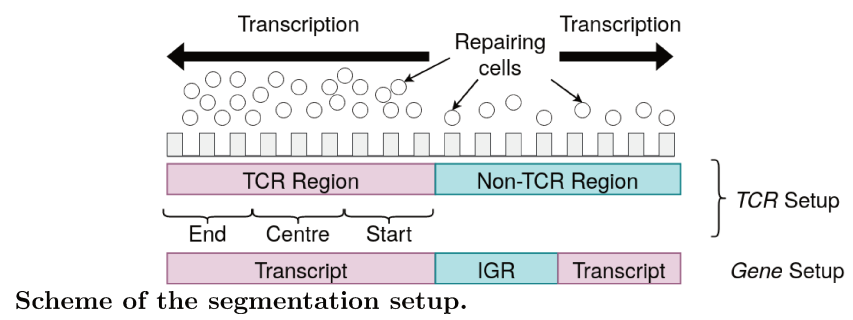 Transcription
Transcription
Repairing
cells
TCR Region
Non-TCR Region
TCR Setup
End
Centre
Start
Transcript
IGR
Transcript
Gene Setup
Scheme of the segmentation setup.